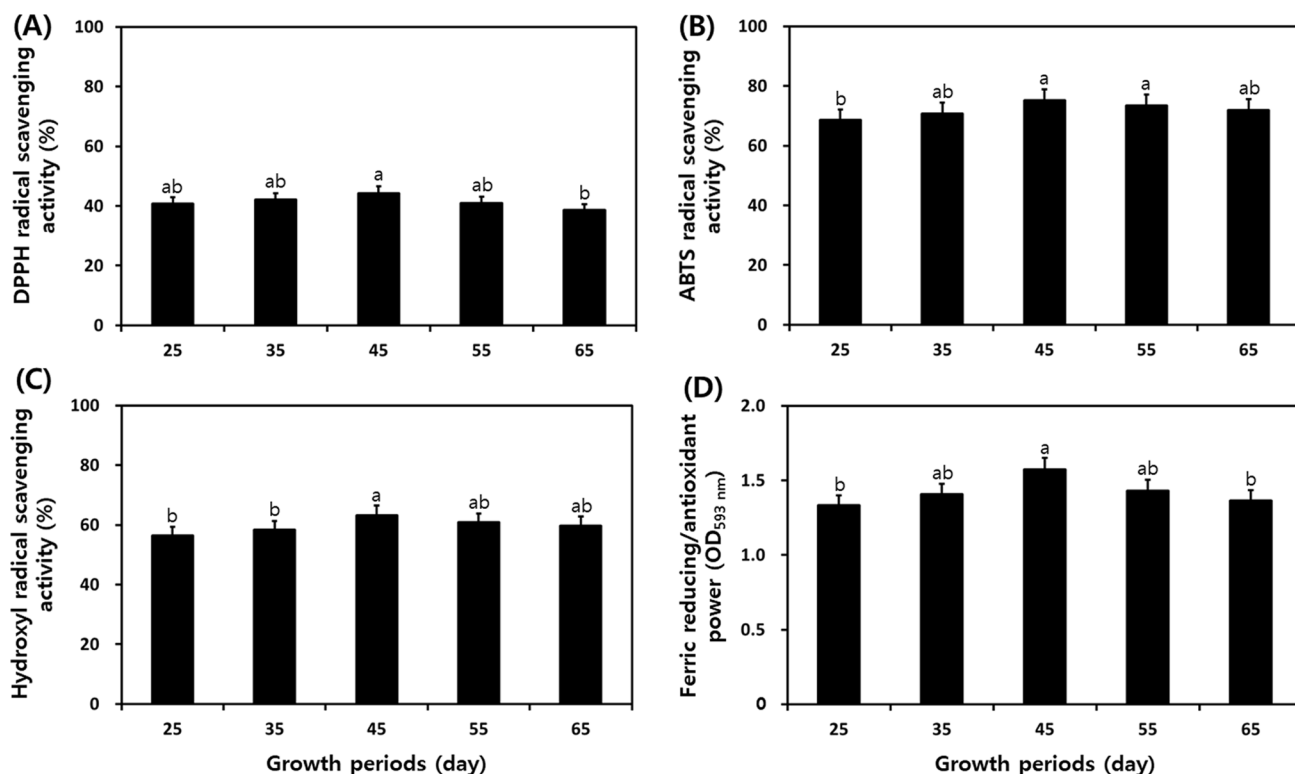 (A)
DPPH radical scavenging
activity (%)
100
80
60
40
20
0
ab
ab
a
ab
b
25 35 45 55 65
(B)
ABTS radical scavenging
activity (%)
100
80
60
40
20
0
b
ab
a
a
ab
25 35 45 55 65
(C)
Hydroxyl radical scavenging
activity (%)
100
80
60
40
20
0
b
b
a
ab
ab
25 35 45 55 65
Growth periods (day)
(D)
Ferric reducing/antioxidant
power (OD593 nm)
2.0
1.5
1.0
0.5
0
b
ab
a
ab
b
25 35 45 55 65
Growth periods (day)